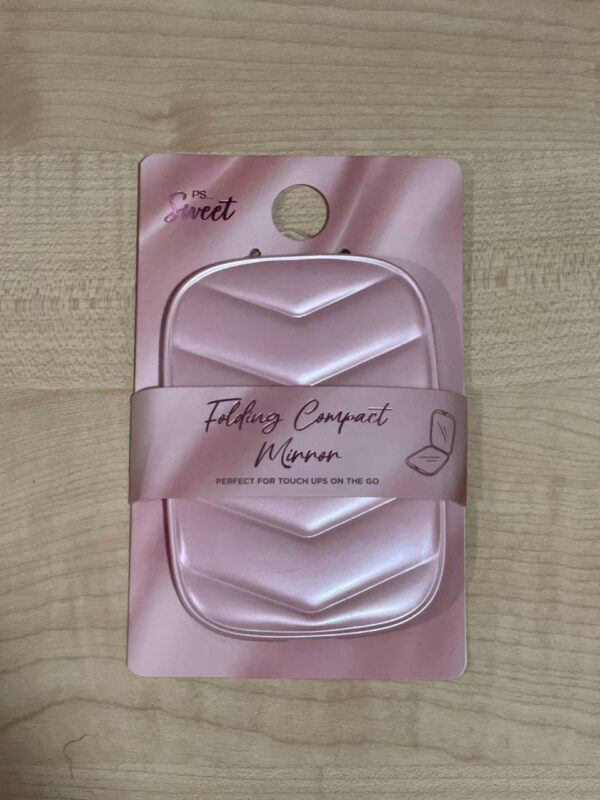 PS...
Sweet
Folding Compact
Mirror
PERFECT FOR TOUCH UPS ON THE GO